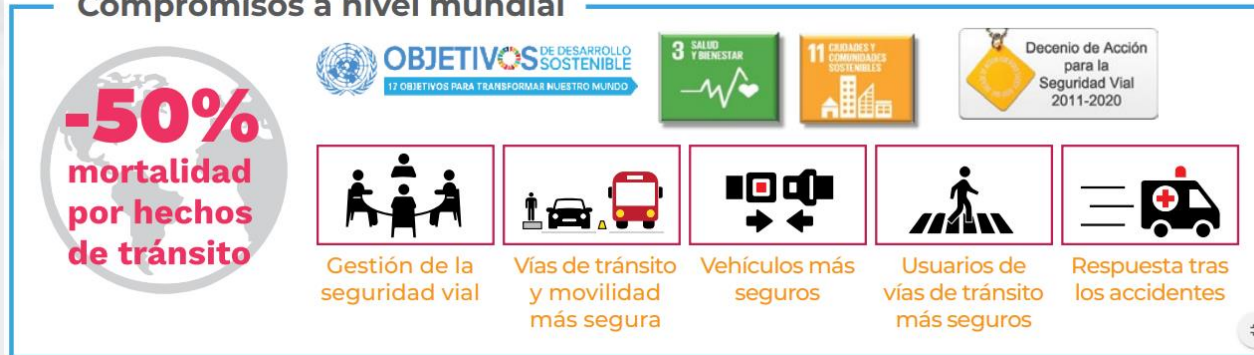 Compromisos a nivel mundial
-50%
mortalidad
por hechos
de tránsito
OBJETIVOS DE DESARROLLO
SOSTENIBLE
17 OBJETIVOS PARA TRANSFORMAR NUESTRO MUNDO
3 SALUD
Y BIENESTAR
11 CIUDADES Y
COMUNIDADES
SOSTENIBLES
Decenio de Acción
para la
Seguridad Vial
2011-2020
Gestión de la
seguridad vial
Vías de tránsito
y movilidad
más segura
Vehículos más
seguros
Usuarios de
vías de tránsito
más seguros
Respuesta tras
los accidentes